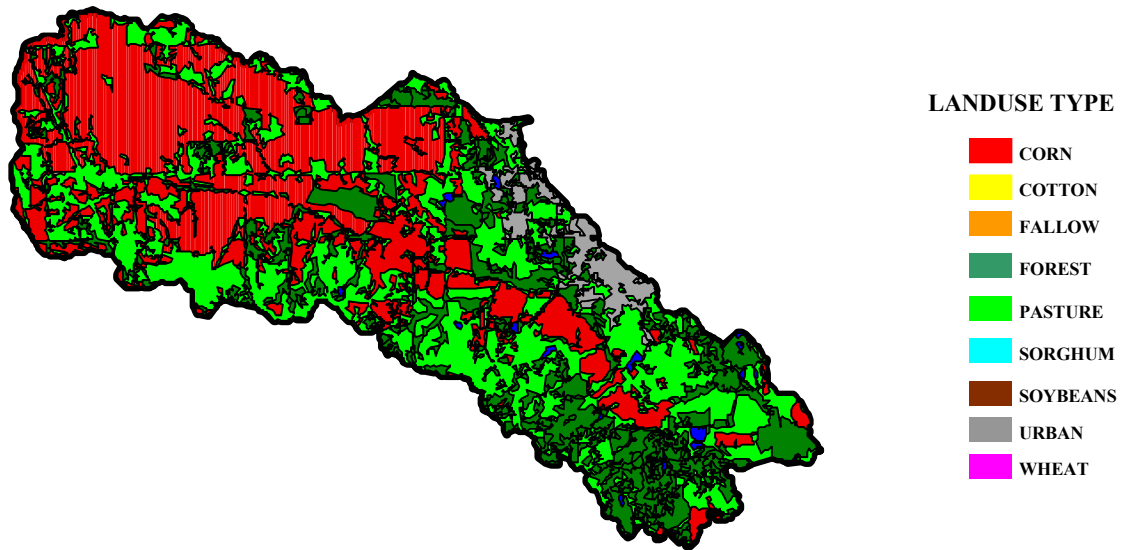 LANDUSE TYPE
CORN
COTTON
FALLOW
FOREST
PASTURE
SORGHUM
SOYBEANS
URBAN
WHEAT